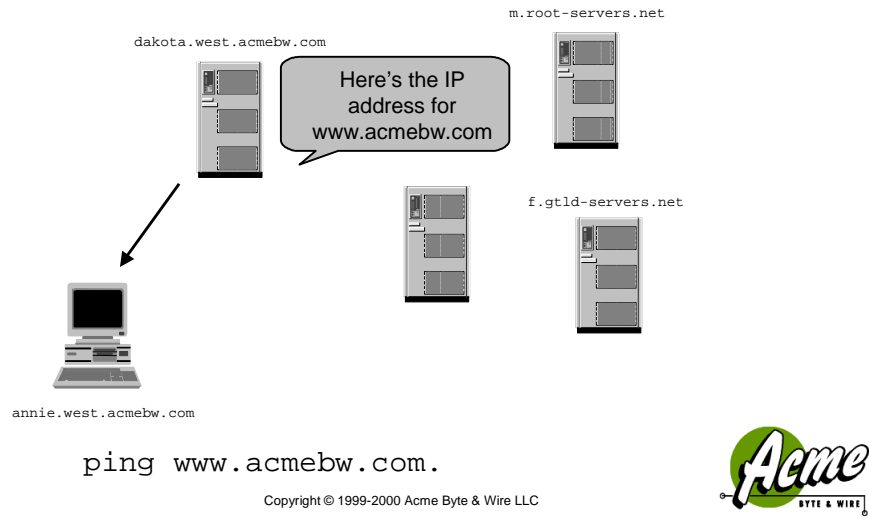 m.root-servers.net
dakota.west.acmebw.com
Here's the IP
address for
www.acmebw.com
f.gtld-servers.net
annie.west.acmebw.com
ping www.acmebw.com.
Copyright © 1999-2000 Acme Byte & Wire LLC
Acme
BYTE & WIRE